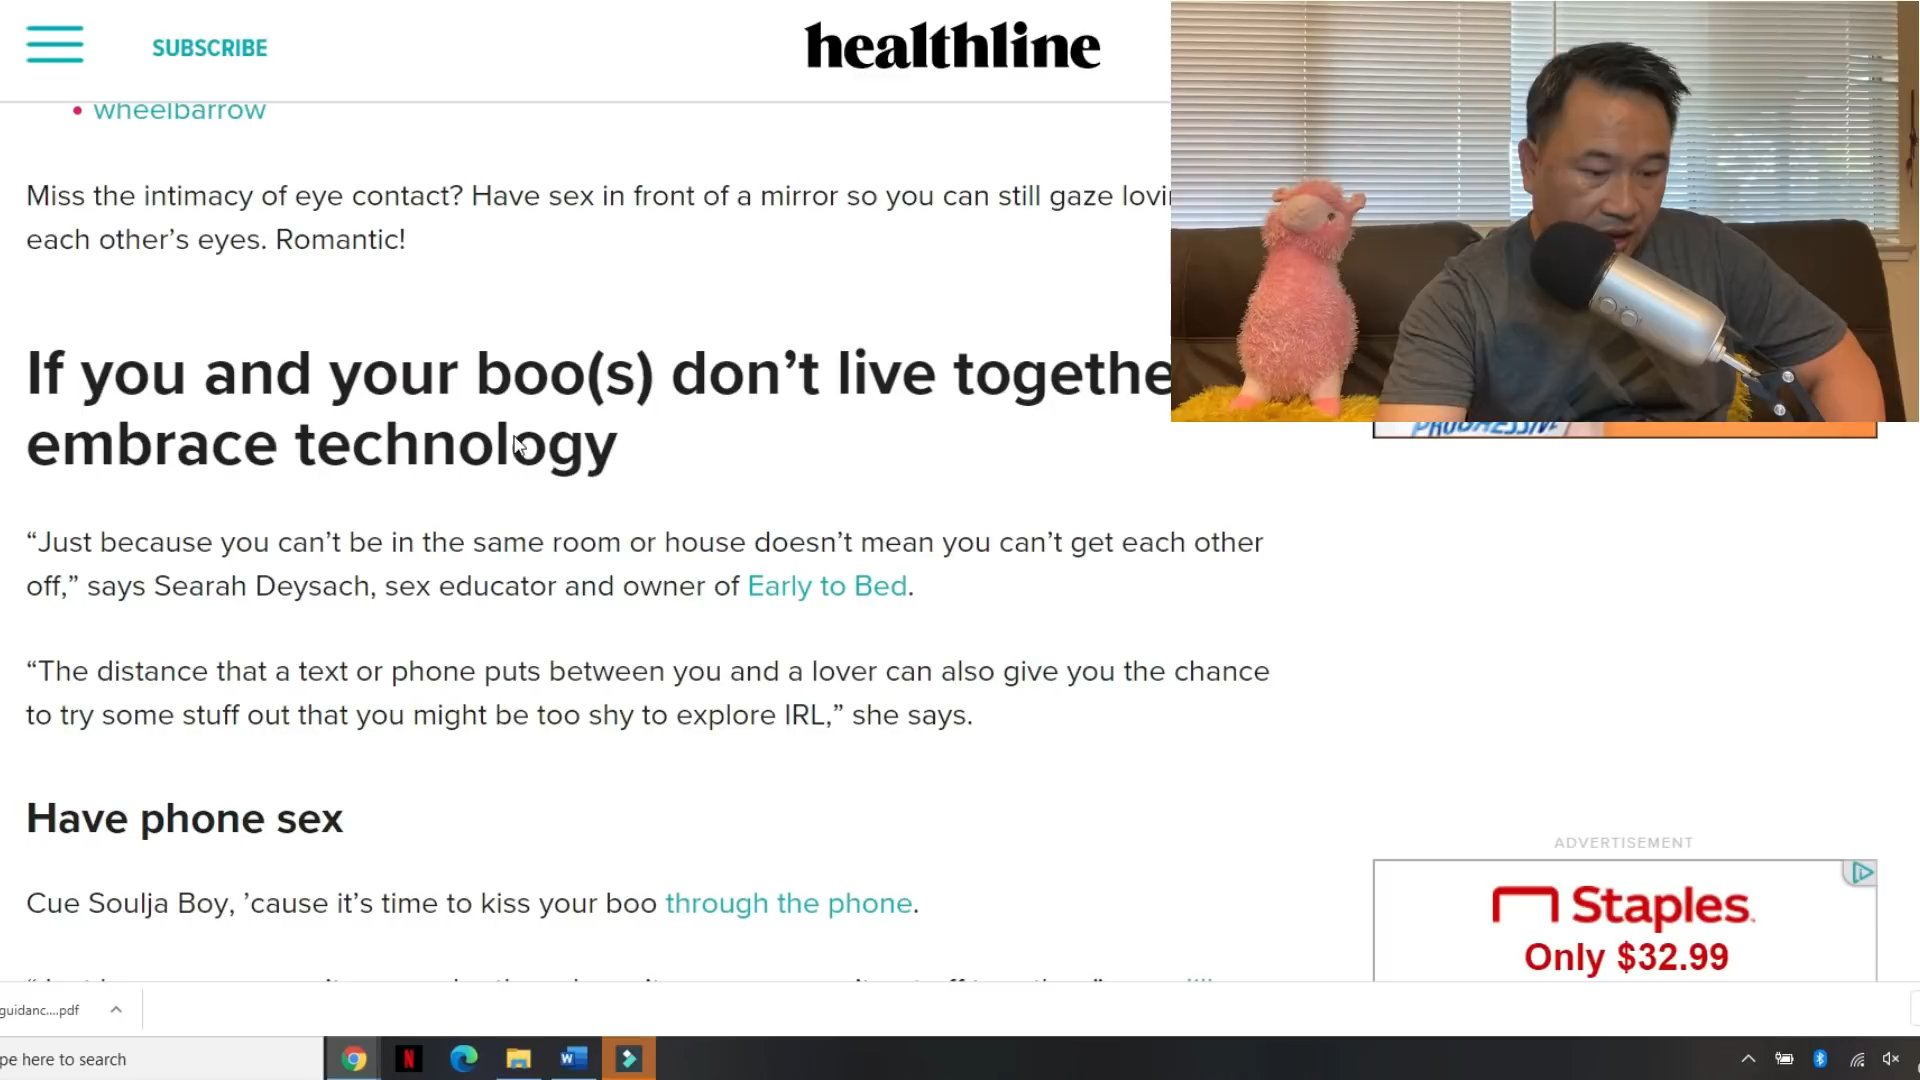 SUBSCRIBE
healthline
wheelbarrow
Miss the intimacy of eye contact? Have sex in front of a mirror so you can still gaze
each other’s eyes. Romantic!
If you and your boo(s) don’t live
embrace technology
“Just because you can’t be in the same room or house doesn’t mean you can’t get each other
off,” says Searah Deysach, sex educator and owner of Early to Bed.
“The distance that a text or phone puts between you and a lover can also give you the chance
to try some stuff out that you might be too shy to explore IRL,” she says.
Have phone sex
Cue Soulja Boy, ’cause it’s time to kiss your boo through the phone.
PROGRESSIVE
ADVERTISEMENT
Staples
Only $32.99
guidanc....pdf
pe here to search
N
W